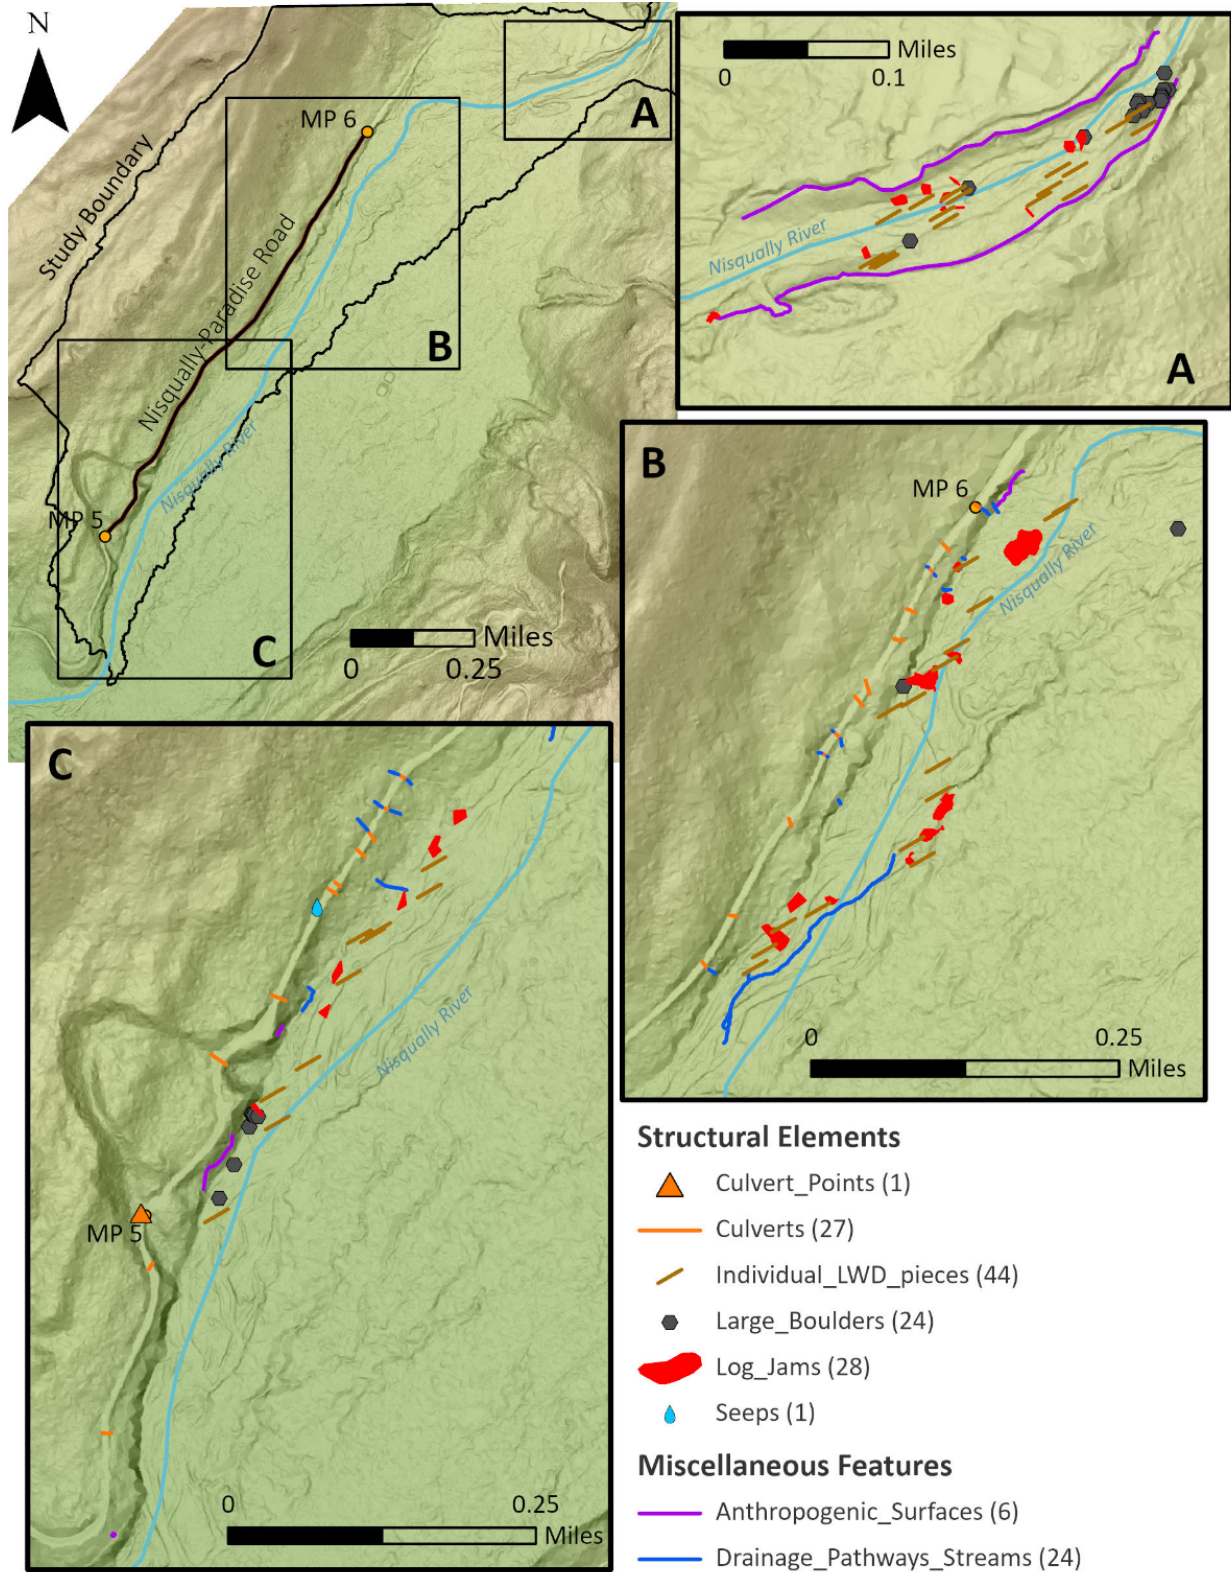 N
MP 6
A
Study Boundary
Nisqually-Paradise Road
B
Nisqually River
MP 5
C
Miles
0 0.25
Miles
0 0.1
Nisqually River
A
B
MP 6
Nisqually River
0 0.25
Miles
C
Nisqually River
MP 5
0 0.25
Miles
Structural Elements
Culvert_Points (1)
Culverts (27)
Individual_LWD_pieces (44)
Large_Boulders (24)
Log_Jams (28)
Seeps (1)
Miscellaneous Features
Anthropogenic_Surfaces (6)
Drainage_Pathways_Streams (24)